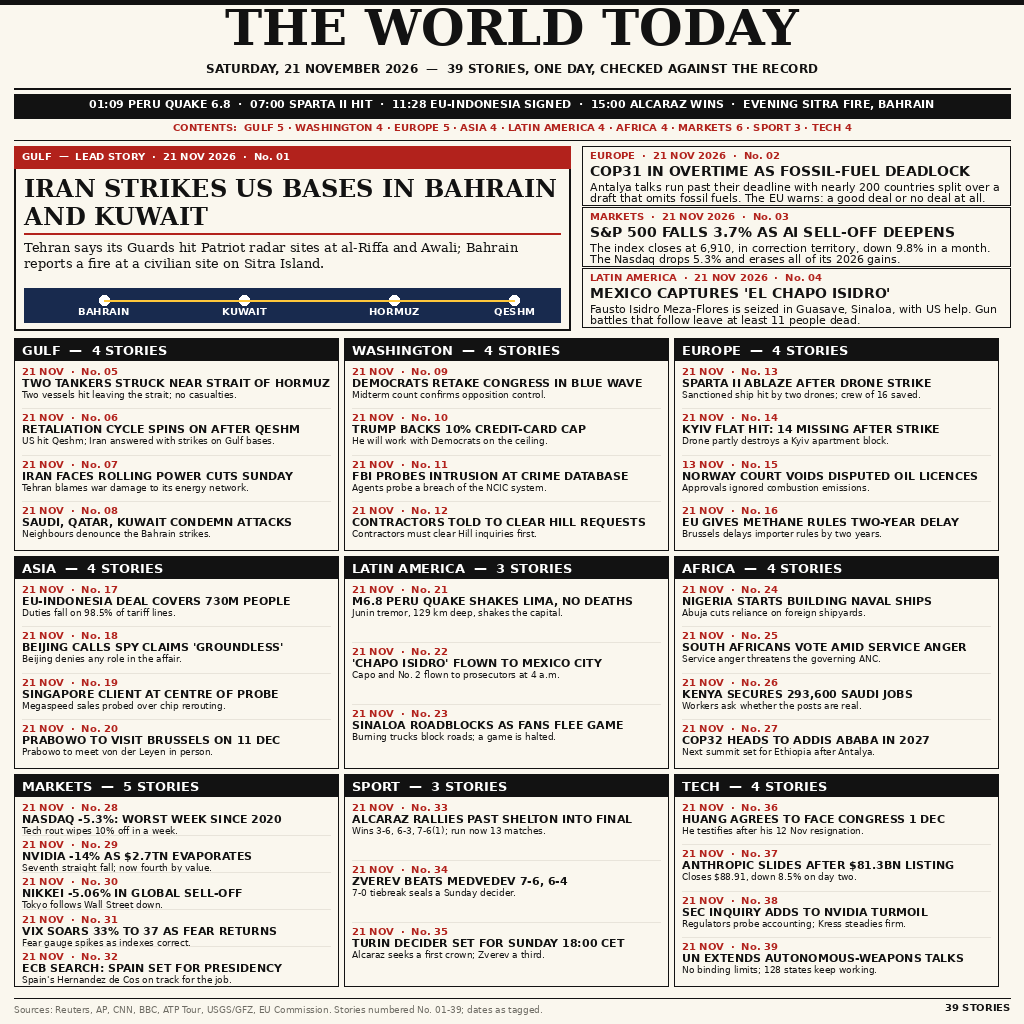 THE WORLD TODAY
SATURDAY, 21 NOVEMBER 2026 — 39 STORIES, ONE DAY, CHECKED AGAINST THE RECORD
01:09 PERU QUAKE 6.8 · 07:00 SPARTA II HIT · 11:28 EU-INDONESIA SIGNED · 15:00 ALCARAZ WINS · EVENING SITRA FIRE, BAHRAIN
CONTENTS: GULF 5 · WASHINGTON 4 · EUROPE 5 · ASIA 4 · LATIN AMERICA 4 · AFRICA 4 · MARKETS 6 · SPORT 3 · TECH 4
GULF — LEAD STORY · 21 NOV 2026 · No. 01
IRAN STRIKES US BASES IN BAHRAIN
AND KUWAIT
Tehran says its Guards hit Patriot radar sites at al-Riffa and Awali; Bahrain
reports a fire at a civilian site on Sitra Island.
BAHRAIN KUWAIT HORMUZ QESHM
EUROPE · 21 NOV 2026 · No. 02
COP31 IN OVERTIME AS FOSSIL-FUEL DEADLOCK
Antalya talks run past their deadline with nearly 200 countries split over a
draft that omits fossil fuels. The EU warns: a good deal or no deal at all.
MARKETS · 21 NOV 2026 · No. 03
S&P 500 FALLS 3.7% AS AI SELL-OFF DEEPENS
The index closes at 6,910, in correction territory, down 9.8% in a month.
The Nasdaq drops 5.3% and erases all of its 2026 gains.
LATIN AMERICA · 21 NOV 2026 · No. 04
MEXICO CAPTURES 'EL CHAPO ISIDRO'
Fausto Isidro Meza-Flores is seized in Guasave, Sinaloa, with US help. Gun
battles that follow leave at least 11 people dead.
GULF — 4 STORIES
21 NOV · No. 05
TWO TANKERS STRUCK NEAR STRAIT OF HORMUZ
Two vessels hit leaving the strait; no casualties.
21 NOV · No. 06
RETALIATION CYCLE SPINS ON AFTER QESHM
US hit Qeshm; Iran answered with strikes on Gulf bases.
21 NOV · No. 07
IRAN FACES ROLLING POWER CUTS SUNDAY
Tehran blames war damage to its energy network.
21 NOV · No. 08
SAUDI, QATAR, KUWAIT CONDEMN ATTACKS
Neighbours denounce the Bahrain strikes.
WASHINGTON — 4 STORIES
21 NOV · No. 09
DEMOCRATS RETAKE CONGRESS IN BLUE WAVE
Midterm count confirms opposition control.
21 NOV · No. 10
TRUMP BACKS 10% CREDIT-CARD CAP
He will work with Democrats on the ceiling.
21 NOV · No. 11
FBI PROBES INTRUSION AT CRIME DATABASE
Agents probe a breach of the NCIC system.
21 NOV · No. 12
CONTRACTORS TOLD TO CLEAR HILL REQUESTS
Contractors must clear Hill inquiries first.
EUROPE — 4 STORIES
21 NOV · No. 13
SPARTA II ABLAZE AFTER DRONE STRIKE
Sanctioned ship hit by two drones; crew of 16 saved.
21 NOV · No. 14
KYIV FLAT HIT: 14 MISSING AFTER STRIKE
Drone partly destroys a Kyiv apartment block.
13 NOV · No. 15
NORWAY COURT VOIDS DISPUTED OIL LICENCES
Approvals ignored combustion emissions.
21 NOV · No. 16
EU GIVES METHANE RULES TWO-YEAR DELAY
Brussels delays importer rules by two years.
ASIA — 4 STORIES
21 NOV · No. 17
EU-INDONESIA DEAL COVERS 730M PEOPLE
Duties fall on 98.5% of tariff lines.
21 NOV · No. 18
BEIJING CALLS SPY CLAIMS 'GROUNDLESS'
Beijing denies any role in the affair.
21 NOV · No. 19
SINGAPORE CLIENT AT CENTRE OF PROBE
Megaspeed sales probed over chip rerouting.
21 NOV · No. 20
PRABOWO TO VISIT BRUSSELS ON 11 DEC
Prabowo to meet von der Leyen in person.
LATIN AMERICA — 3 STORIES
21 NOV · No. 21
M6.8 PERU QUAKE SHAKES LIMA, NO DEATHS
Junin tremor, 129 km deep, shakes the capital.
21 NOV · No. 22
'CHAPO ISIDRO' FLOWN TO MEXICO CITY
Capo and No. 2 flown to prosecutors at 4 a.m.
21 NOV · No. 23
SINALOA ROADBLOCKS AS FANS FLEE GAME
Burning trucks block roads; a game is halted.
AFRICA — 4 STORIES
21 NOV · No. 24
NIGERIA STARTS BUILDING NAVAL SHIPS
Abuja cuts reliance on foreign shipyards.
21 NOV · No. 25
SOUTH AFRICANS VOTE AMID SERVICE ANGER
Service anger threatens the governing ANC.
21 NOV · No. 26
KENYA SECURES 293,600 SAUDI JOBS
Workers ask whether the posts are real.
21 NOV · No. 27
COP32 HEADS TO ADDIS ABABA IN 2027
Next summit set for Ethiopia after Antalya.
MARKETS — 5 STORIES
21 NOV · No. 28
NASDAQ -5.3%: WORST WEEK SINCE 2020
Tech rout wipes 10% off in a week.
21 NOV · No. 29
NVIDIA -14% AS $2.7TN EVAPORATES
Seventh straight fall; now fourth by value.
21 NOV · No. 30
NIKKEI -5.06% IN GLOBAL SELL-OFF
Tokyo follows Wall Street down.
21 NOV · No. 31
VIX SOARS 33% TO 37 AS FEAR RETURNS
Fear gauge spikes as indexes correct.
21 NOV · No. 32
ECB SEARCH: SPAIN SET FOR PRESIDENCY
Spain's Hernandez de Cos on track for the job.
SPORT — 3 STORIES
21 NOV · No. 33
ALCARAZ RALLIES PAST SHELTON INTO FINAL
Wins 3-6, 6-3, 7-6(1); run now 13 matches.
21 NOV · No. 34
ZVEREV BEATS MEDVEDEV 7-6, 6-4
7-0 tiebreak seals a Sunday decider.
21 NOV · No. 35
TURIN DECIDER SET FOR SUNDAY 18:00 CET
Alcaraz seeks a first crown; Zverev a third.
TECH — 4 STORIES
21 NOV · No. 36
HUANG AGREES TO FACE CONGRESS 1 DEC
He testifies after his 12 Nov resignation.
21 NOV · No. 37
ANTHROPIC SLIDES AFTER $81.3BN LISTING
Closes $88.91, down 8.5% on day two.
21 NOV · No. 38
SEC INQUIRY ADDS TO NVIDIA TURMOIL
Regulators probe accounting; Kress steadies firm.
21 NOV · No. 39
UN EXTENDS AUTONOMOUS-WEAPONS TALKS
No binding limits; 128 states keep working.
Sources: Reuters, AP, CNN, BBC, ATP Tour, USGS/GFZ, EU Commission. Stories numbered No. 01-39; dates as tagged.
39 STORIES